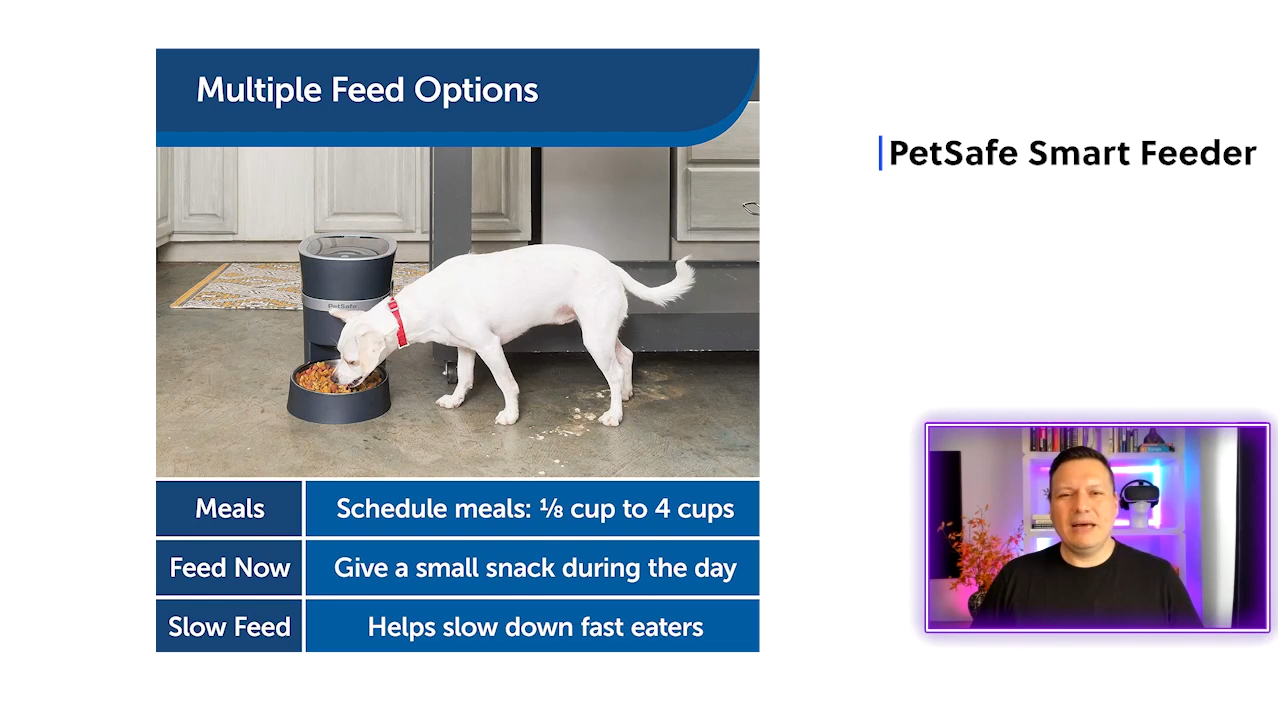 Multiple Feed Options
PetSafe Smart Feeder
PetSafe
Meals
Schedule meals: ⅛ cup to 4 cups
Feed Now
Give a small snack during the day
Slow Feed
Helps slow down fast eaters